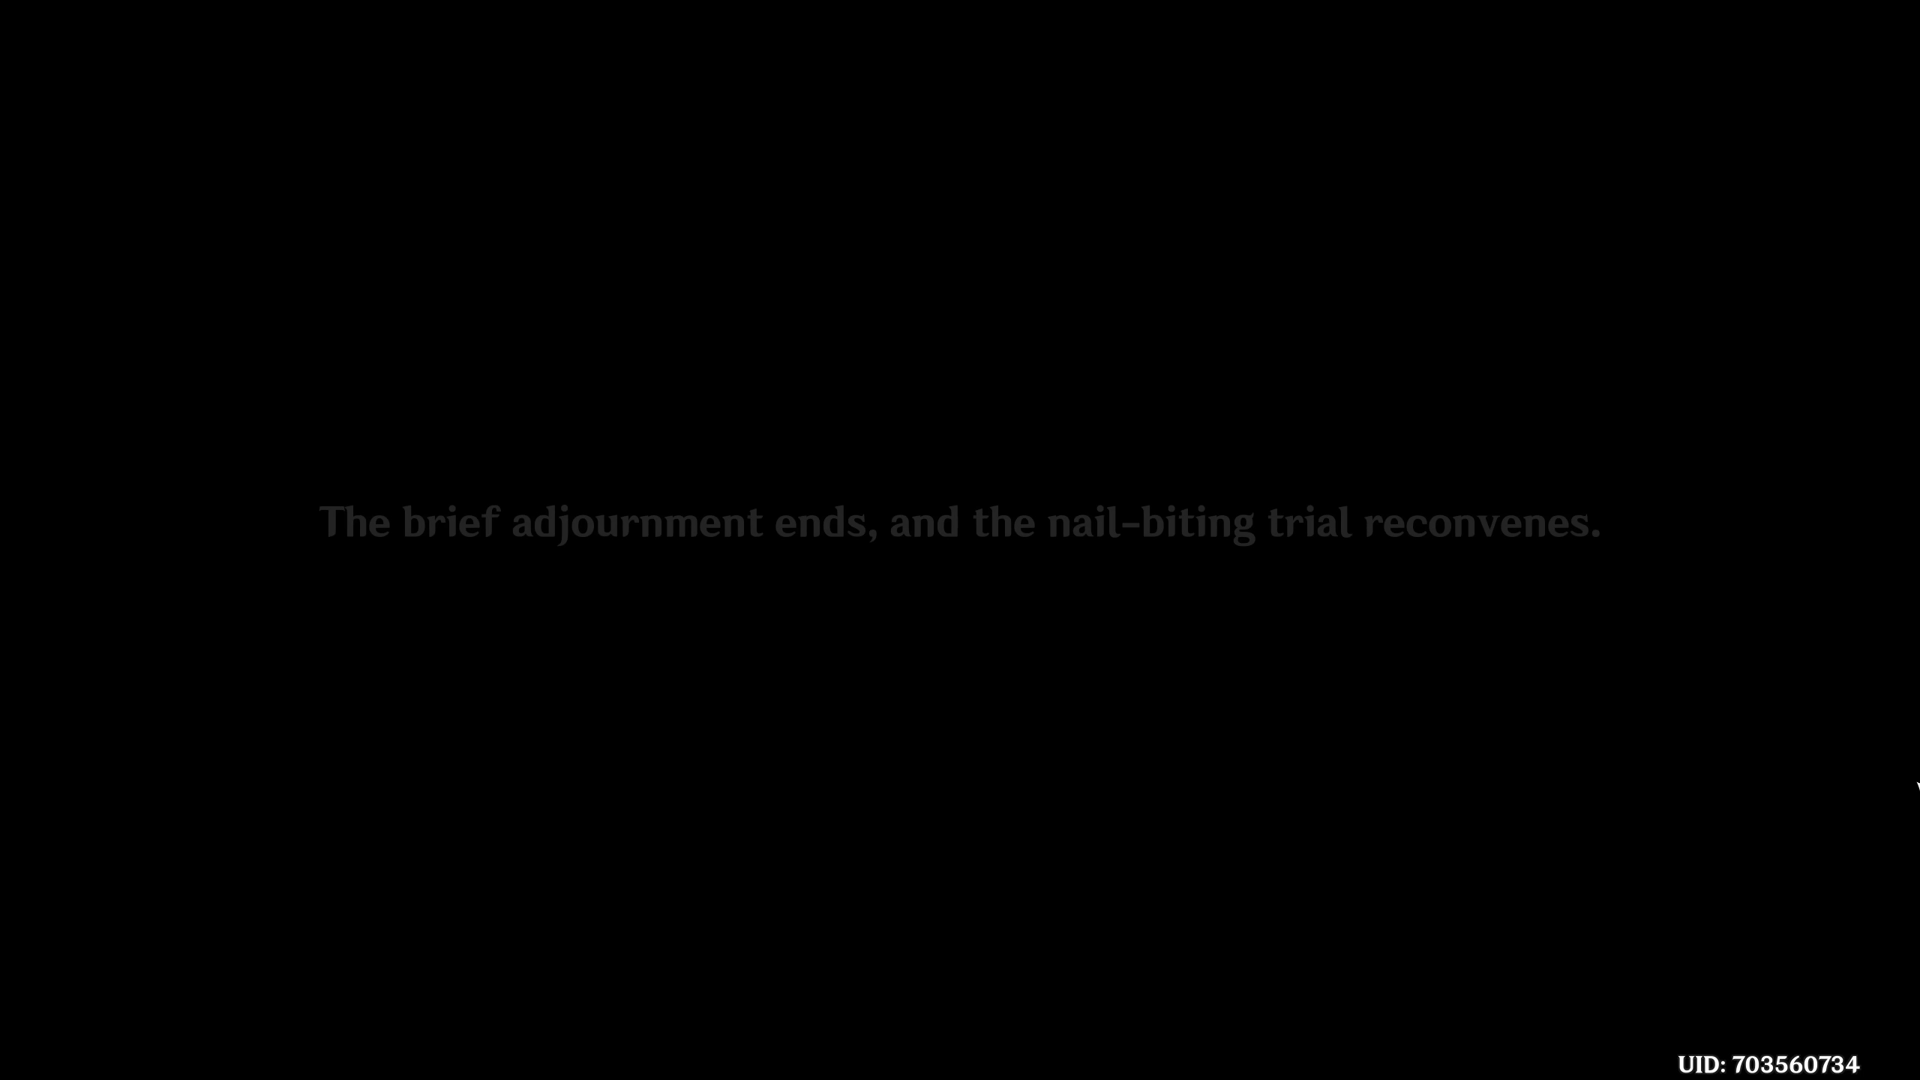 The brief adjournment ends, and the nail-biting trial reconvenes.
UID: 703560734